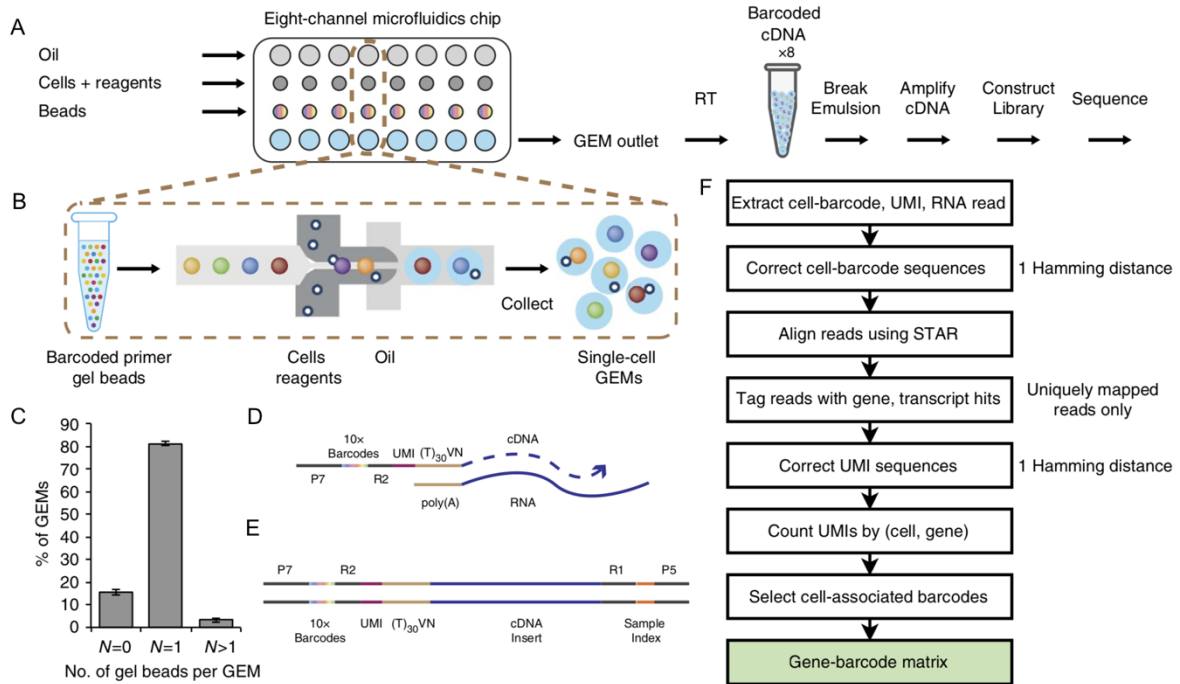 A
Eight-channel microfluidics chip
Oil
Cells + reagents
Beads
GEM outlet
RT
Barcoded
cDNA
×8
Break
Emulsion
Amplify
cDNA
Construct
Library
Sequence
B
Collect
Barcoded primer
gel beads
Cells
reagents
Oil
Single-cell
GEMs
C
% of GEMs
90
80
70
60
50
40
30
20
10
0
N=0
N=1
N>1
No. of gel beads per GEM
D
10×
Barcodes
UMI
(T)30VN
cDNA
P7
R2
poly(A)
RNA
E
P7
R2
R1
P5
10×
Barcodes
UMI
(T)30VN
cDNA
Insert
Sample
Index
F
Extract cell-barcode, UMI, RNA read
Correct cell-barcode sequences
1 Hamming distance
Align reads using STAR
Tag reads with gene, transcript hits
Uniquely mapped
reads only
Correct UMI sequences
1 Hamming distance
Count UMIs by (cell, gene)
Select cell-associated barcodes
Gene-barcode matrix